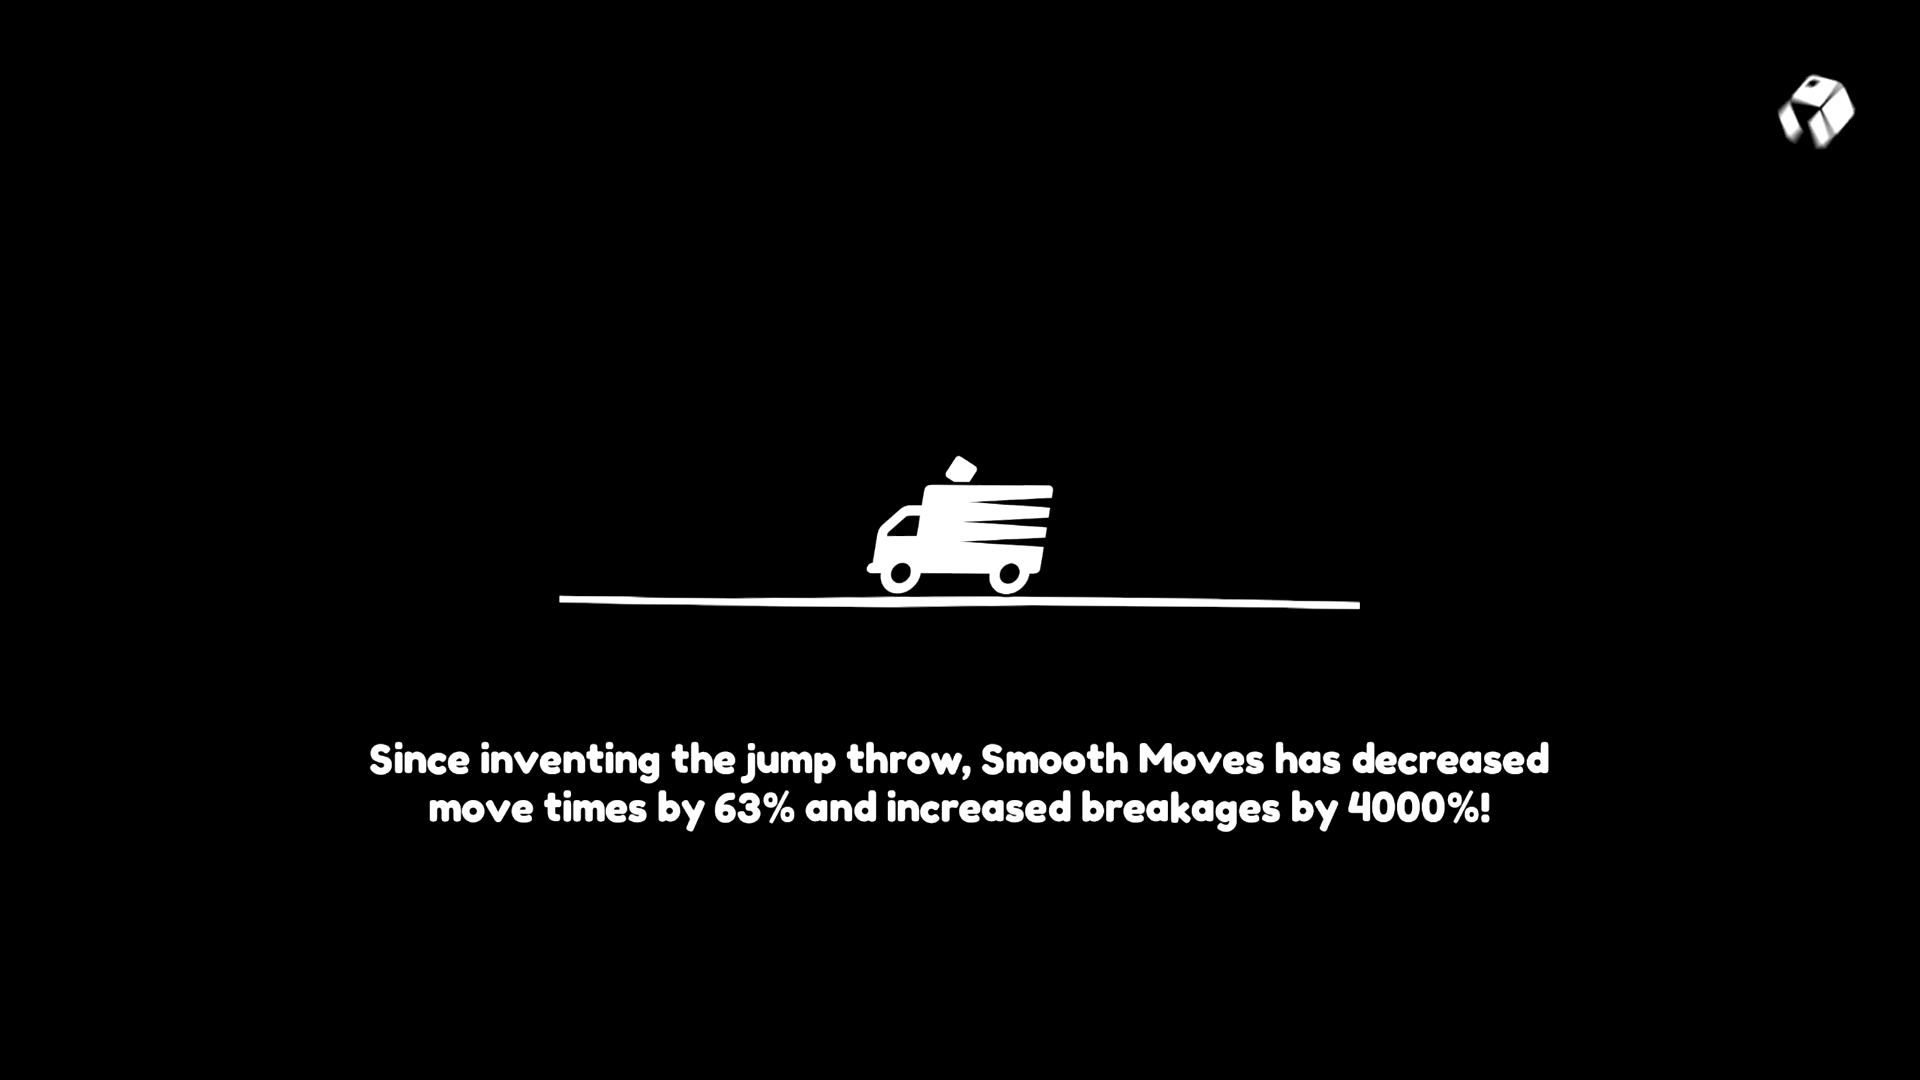 Since inventing the jump throw, Smooth Moves has decreased
move times by 63% and increased breakages by 4000%!